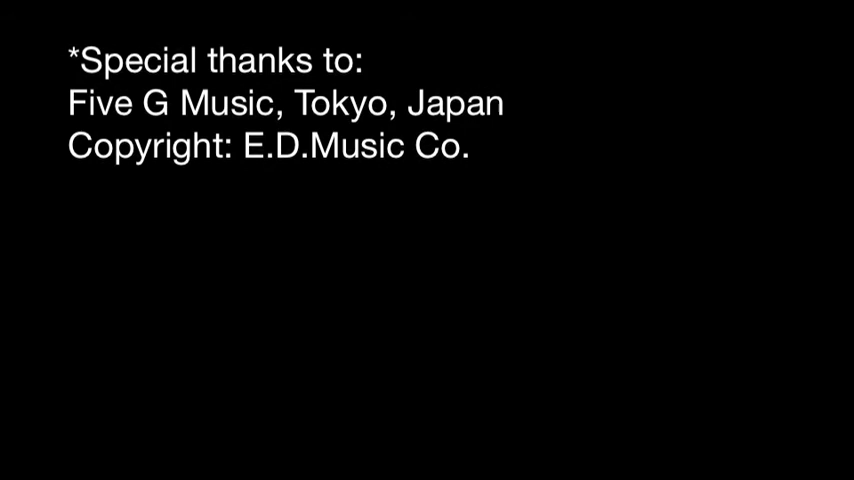 *Special thanks to:
Five G Music, Tokyo, Japan
Copyright: E.D.Music Co.